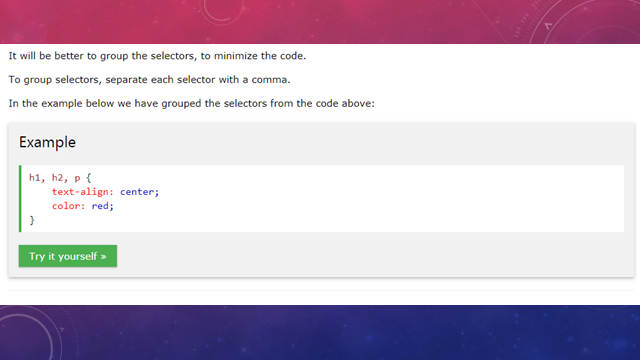 It will be better to group the selectors, to minimize the code.
To group selectors, separate each selector with a comma.
In the example below we have grouped the selectors from the code above:
Example
h1, h2, p {
    text-align: center;
    color: red;
}
Try it yourself »